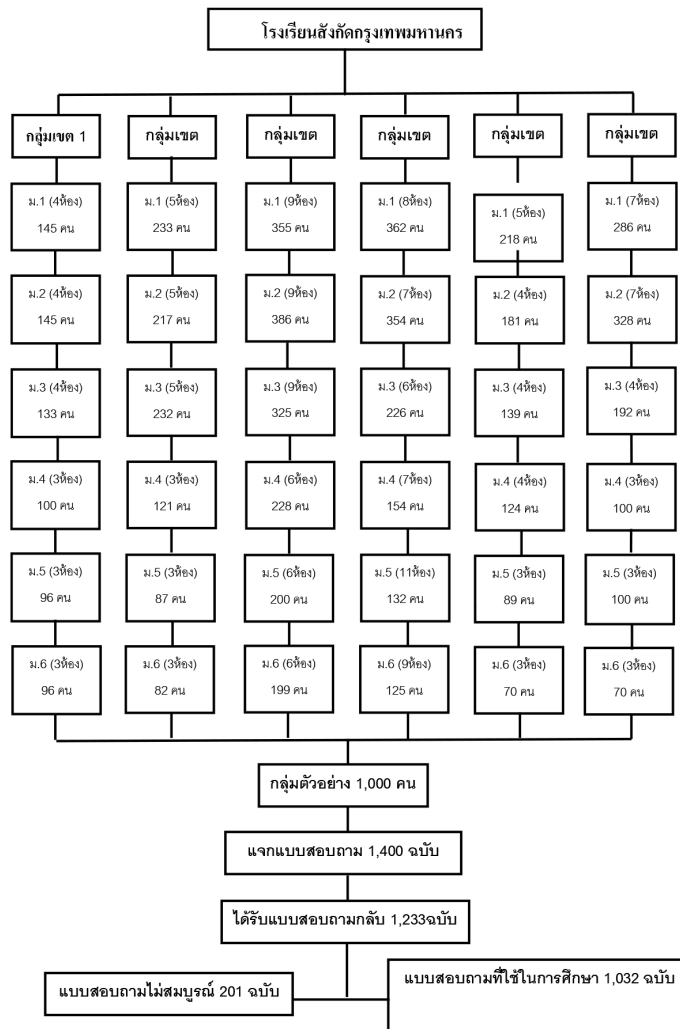 โรงเรียนสังกัดกรุงเทพมหานคร
กลุ่มเขต 1
กลุ่มเขต
กลุ่มเขต
กลุ่มเขต
กลุ่มเขต
กลุ่มเขต
ม.1 (4ห้อง)
145 คน
ม.1 (5ห้อง)
233 คน
ม.1 (9ห้อง)
355 คน
ม.1 (8ห้อง)
362 คน
ม.1 (5ห้อง)
218 คน
ม.1 (7ห้อง)
286 คน
ม.2 (4ห้อง)
145 คน
ม.2 (5ห้อง)
217 คน
ม.2 (9ห้อง)
386 คน
ม.2 (7ห้อง)
354 คน
ม.2 (4ห้อง)
181 คน
ม.2 (7ห้อง)
328 คน
ม.3 (4ห้อง)
133 คน
ม.3 (5ห้อง)
232 คน
ม.3 (9ห้อง)
325 คน
ม.3 (6ห้อง)
226 คน
ม.3 (4ห้อง)
139 คน
ม.3 (4ห้อง)
192 คน
ม.4 (3ห้อง)
100 คน
ม.4 (3ห้อง)
121 คน
ม.4 (6ห้อง)
228 คน
ม.4 (7ห้อง)
154 คน
ม.4 (4ห้อง)
124 คน
ม.4 (3ห้อง)
100 คน
ม.5 (3ห้อง)
96 คน
ม.5 (3ห้อง)
87 คน
ม.5 (6ห้อง)
200 คน
ม.5 (11ห้อง)
132 คน
ม.5 (3ห้อง)
89 คน
ม.5 (3ห้อง)
100 คน
ม.6 (3ห้อง)
96 คน
ม.6 (3ห้อง)
82 คน
ม.6 (6ห้อง)
199 คน
ม.6 (9ห้อง)
125 คน
ม.6 (3ห้อง)
70 คน
ม.6 (3ห้อง)
70 คน
กลุ่มตัวอย่าง 1,000 คน
แจกแบบสอบถาม 1,400 ฉบับ
ได้รับแบบสอบถามกลับ 1,233ฉบับ
แบบสอบถามไม่สมบูรณ์ 201 ฉบับ
แบบสอบถามที่ใช้ในการศึกษา 1,032 ฉบับ